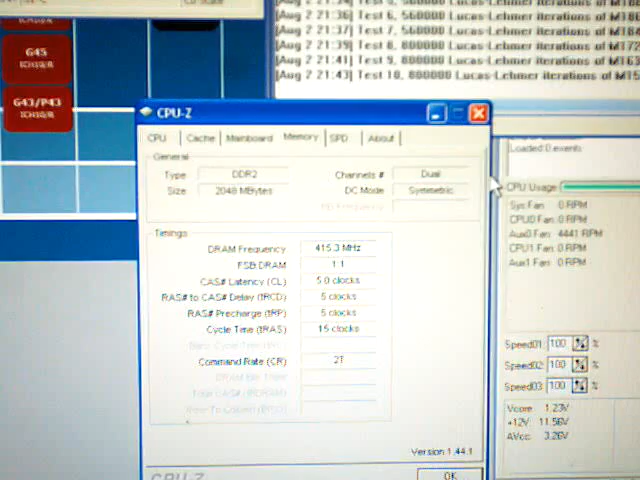 G45
ICH10/R
G43/P43
ICH10/R
[Aug 2 21:36] Test 6, 560000 Lucas-Lehmer iterations of
[Aug 2 21:37] Test 7, 560000 Lucas-Lehmer iterations of
[Aug 2 21:39] Test 8, 800000 Lucas-Lehmer iterations of
[Aug 2 21:41] Test 9, 800000 Lucas-Lehmer iterations of
[Aug 2 21:43] Test 10, 800000 Lucas-Lehmer iterations of
CPU-Z
CPU Cache Mainboard Memory SPD About
General
Type DDR2 Channels # Dual
Size 2048 MBytes DC Mode Symmetric
Timings
DRAM Frequency 415.3 MHz
FSB:DRAM 1:1
CAS# Latency (CL) 5.0 clocks
RAS# to CAS# Delay (tRCD) 5 clocks
RAS# Precharge (tRP) 5 clocks
Cycle Time (tRAS) 15 clocks
Command Rate (CR) 2T
Version 1.44.1
CPU-Z OK
Loaded 0 events
CPU Usage
Sys Fan : 0 RPM
CPU0 Fan: 0 RPM
Aux0 Fan : 4441 RPM
CPU1 Fan: 0 RPM
Aux1 Fan : 0 RPM
Speed01: 100 %
Speed02: 100 %
Speed03: 100 %
Vcore : 1.23V
+12V : 11.56V
AVcc : 3.26V